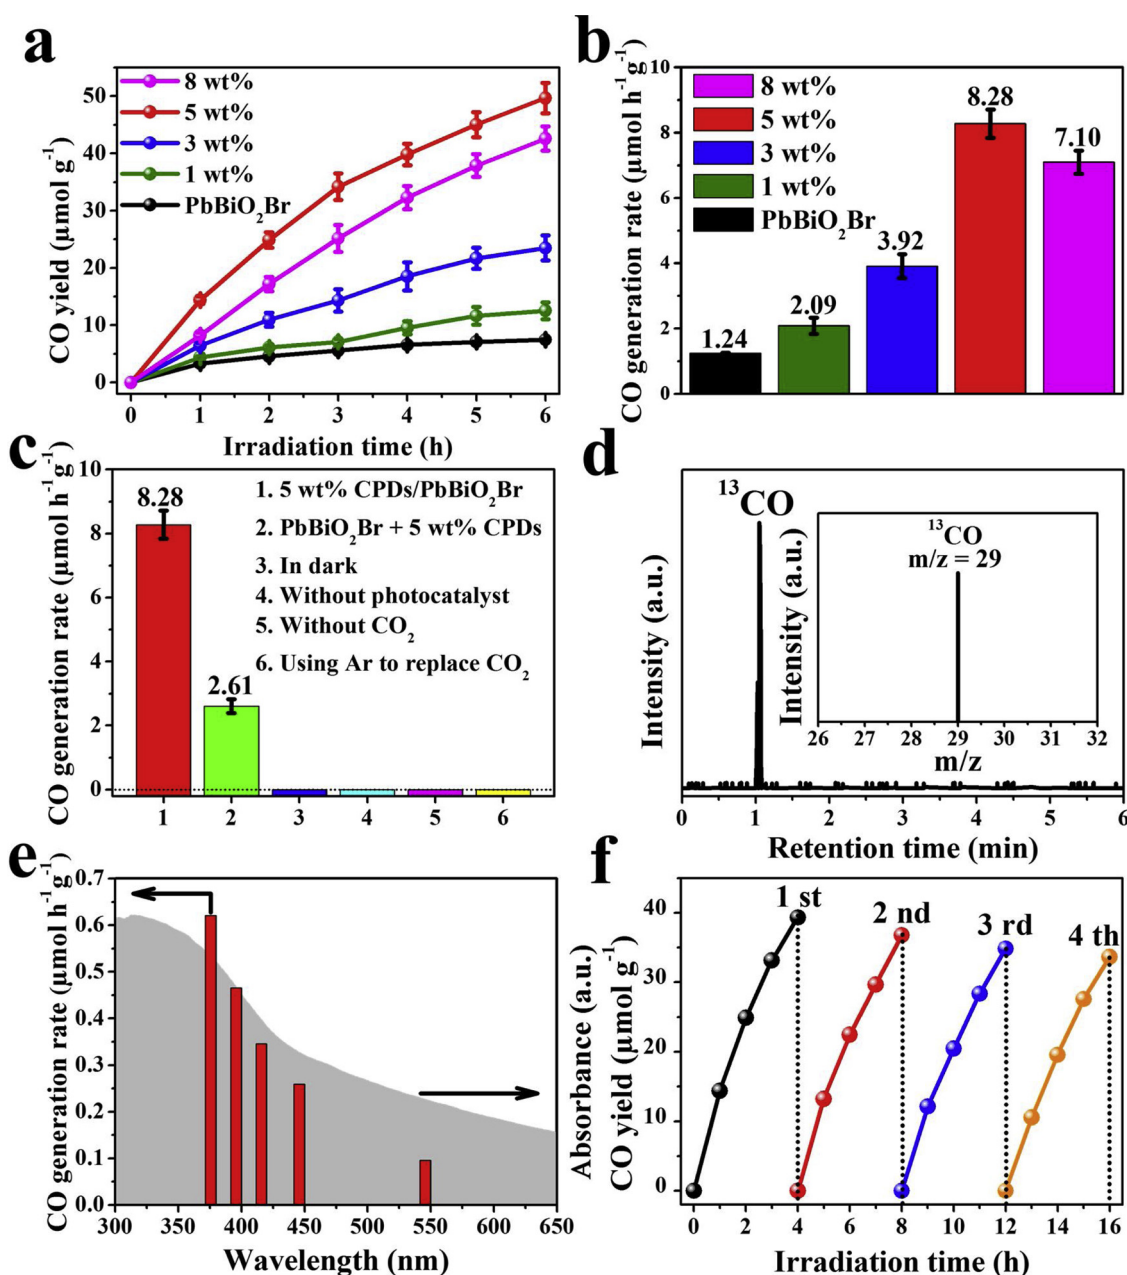 a
CO yield (μmol g⁻¹)
50
40
30
20
10
0
8 wt%
5 wt%
3 wt%
1 wt%
PbBiO₂Br
0 1 2 3 4 5 6
Irradiation time (h)
b
CO generation rate (μmol h⁻¹ g⁻¹)
10
8
6
4
2
0
8 wt%
5 wt%
3 wt%
1 wt%
PbBiO₂Br
1.24
2.09
3.92
8.28
7.10
c
CO generation rate (μmol h⁻¹ g⁻¹)
10
8
6
4
2
0
8.28
2.61
1. 5 wt% CPDs/PbBiO₂Br
2. PbBiO₂Br + 5 wt% CPDs
3. In dark
4. Without photocatalyst
5. Without CO₂
6. Using Ar to replace CO₂
1 2 3 4 5 6
d
Intensity (a.u.)
¹³CO
Intensity (a.u.)
¹³CO
m/z = 29
26 27 28 29 30 31 32
m/z
0 1 2 3 4 5 6
Retention time (min)
e
CO generation rate (μmol h⁻¹ g⁻¹)
0.7
0.6
0.5
0.4
0.3
0.2
0.1
0.0
300 350 400 450 500 550 600 650
Wavelength (nm)
Absorbance (a.u.)
f
CO yield (μmol g⁻¹)
40
30
20
10
0
1 st
2 nd
3 rd
4 th
0 2 4 6 8 10 12 14 16
Irradiation time (h)